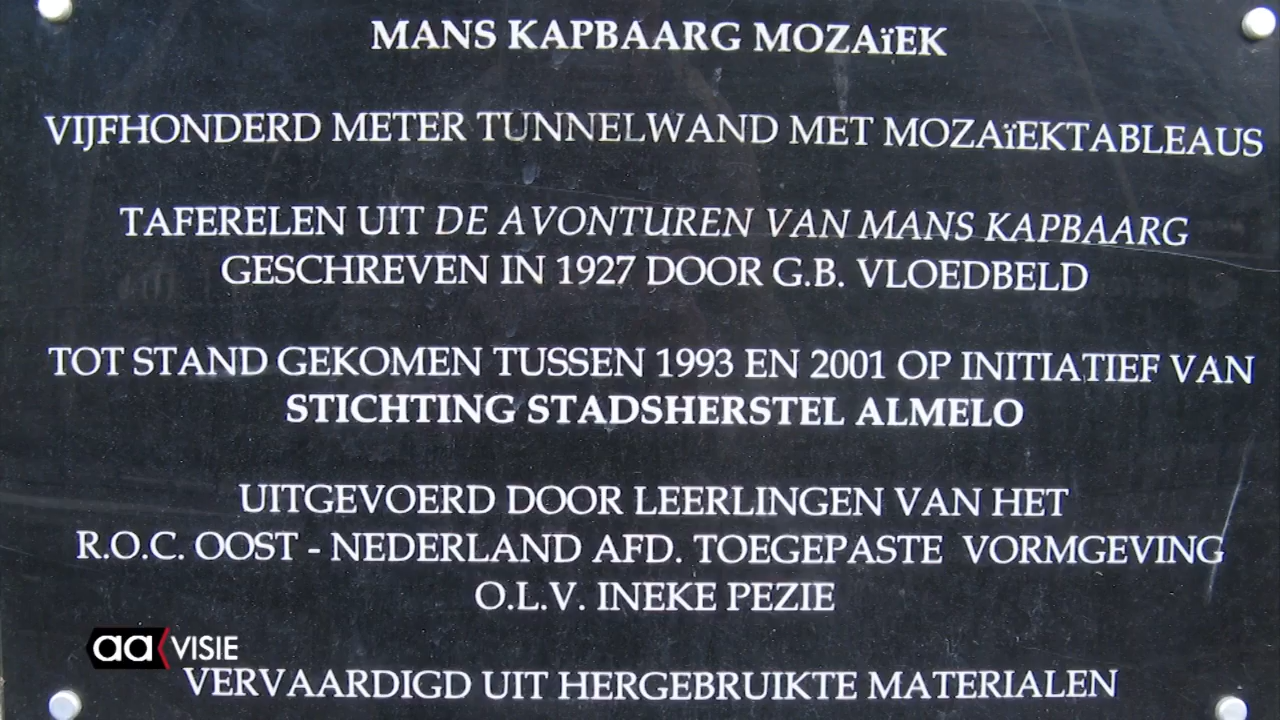 MANS KAPBAARG MOZAïEK
VIJFHONDERD METER TUNNELWAND MET MOZAïEKTABLEAUS
TAFERELEN UIT DE AVONTUREN VAN MANS KAPBAARG
GESCHREVEN IN 1927 DOOR G.B. VLOEDBELD
TOT STAND GEKOMEN TUSSEN 1993 EN 2001 OP INITIATIEF VAN
STICHTING STADSHERSTEL ALMELO
UITGEVOERD DOOR LEERLINGEN VAN HET
R.O.C. OOST - NEDERLAND AFD. TOEGEPASTE VORMGEVING
O.L.V. INEKE PEZIE
aa VISIE
VERVAARDIGD UIT HERGEBRUIKTE MATERIALEN